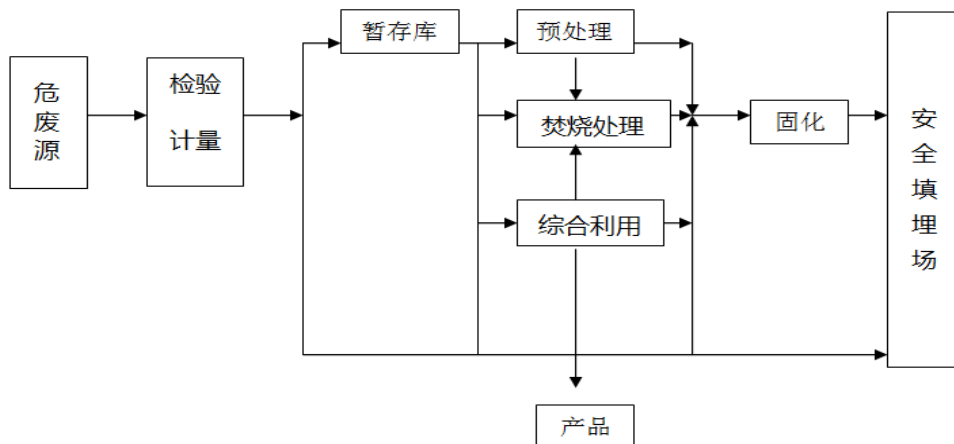 危废源
检验
计量
暂存库
预处理
焚烧处理
综合利用
固化
安全填埋场
产品